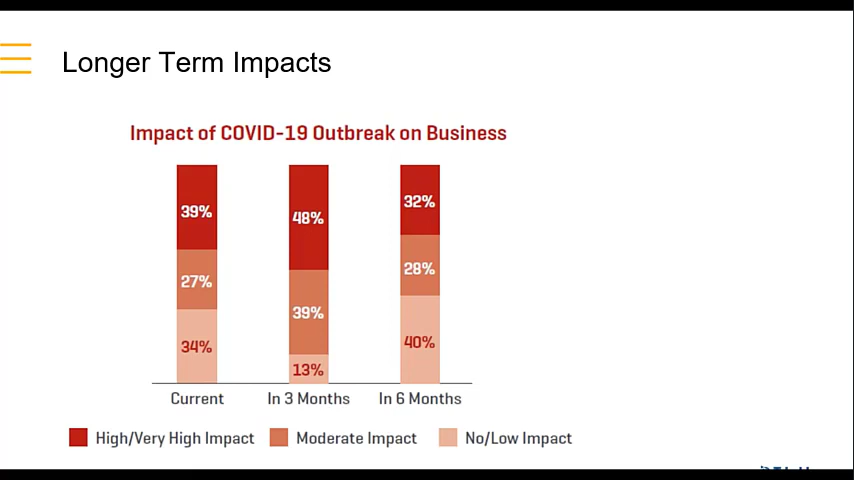 Longer Term Impacts
Impact of COVID-19 Outbreak on Business
39%
48%
32%
27%
39%
28%
34%
13%
40%
Current
In 3 Months
In 6 Months
High/Very High Impact
Moderate Impact
No/Low Impact